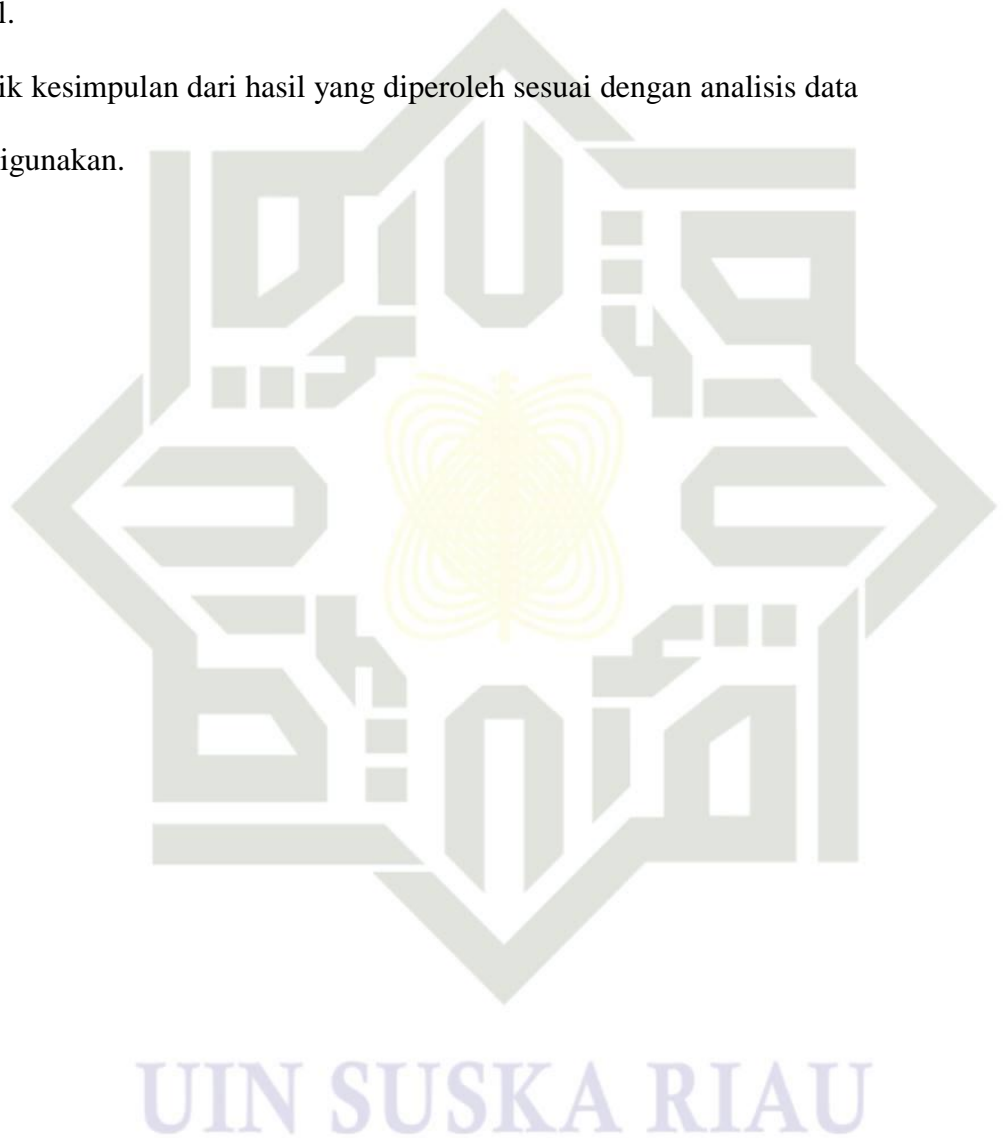 l.
ik kesimpulan dari hasil yang diperoleh sesuai dengan analisis data
igunakan.
UIN SUSKA RIAU